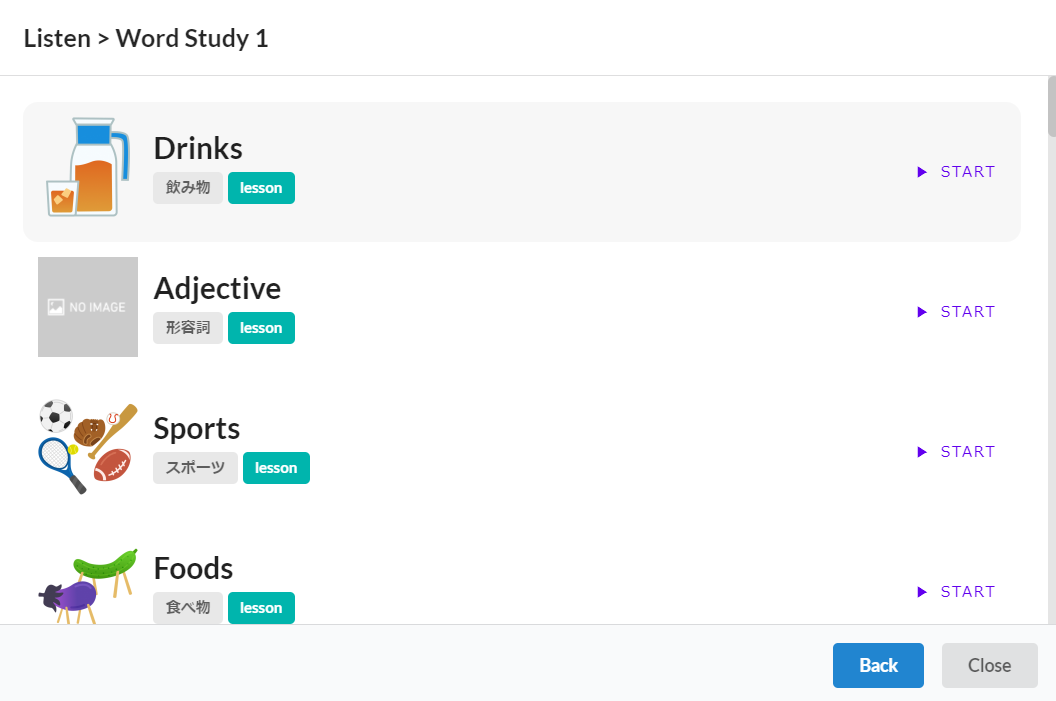 Listen > Word Study 1
Drinks
飲み物 lesson
START
NO IMAGE
Adjective
形容詞 lesson
START
Sports
スポーツ lesson
START
Foods
食べ物 lesson
START
Back Close